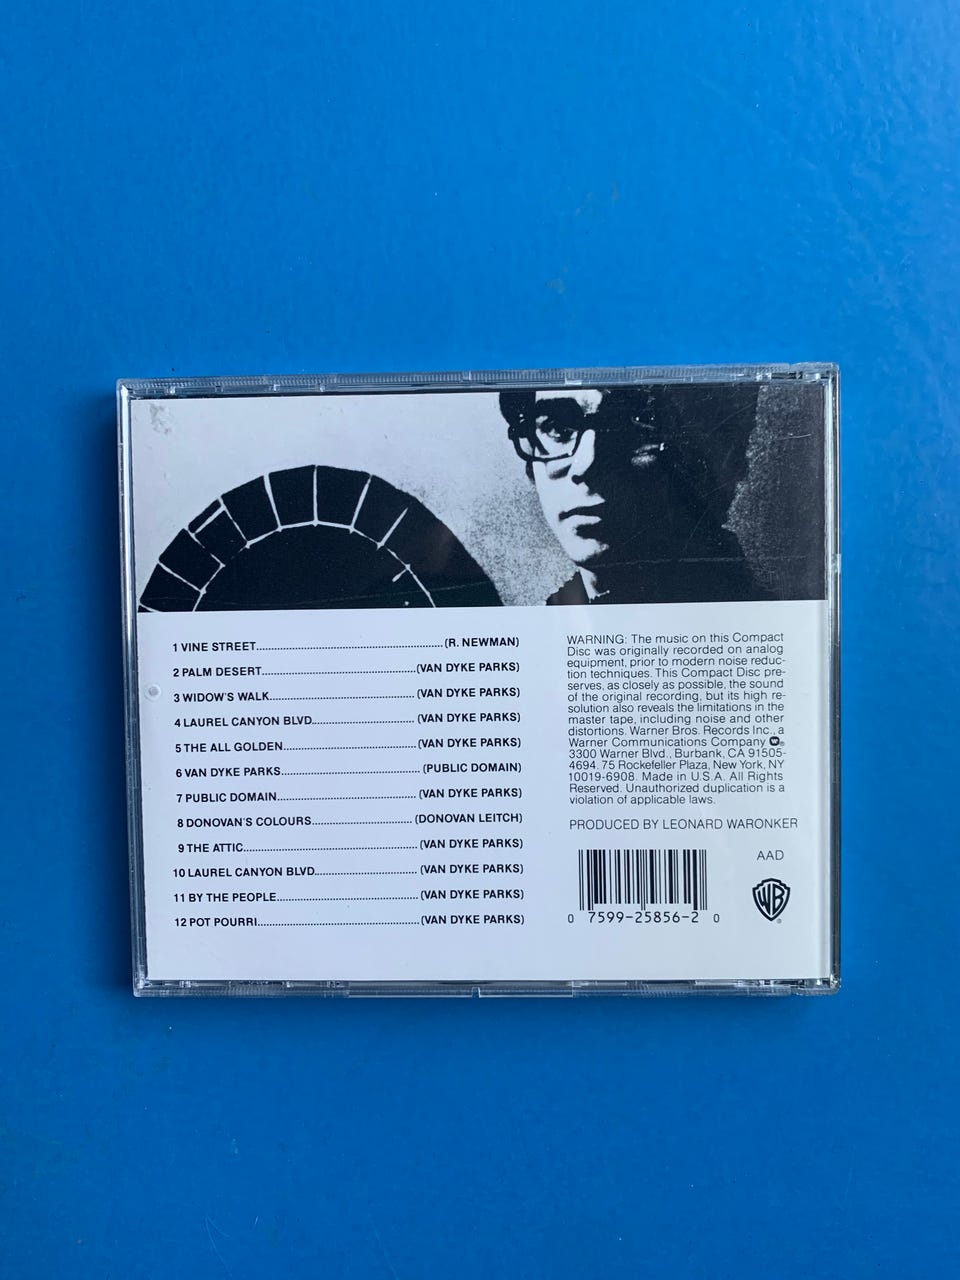 1 VINE STREET (R. NEWMAN)
2 PALM DESERT (VAN DYKE PARKS)
3 WIDOW'S WALK (VAN DYKE PARKS)
4 LAUREL CANYON BLVD. (VAN DYKE PARKS)
5 THE ALL GOLDEN (VAN DYKE PARKS)
6 VAN DYKE PARKS (PUBLIC DOMAIN)
7 PUBLIC DOMAIN (VAN DYKE PARKS)
8 DONOVAN'S COLOURS (DONOVAN LEITCH)
9 THE ATTIC (VAN DYKE PARKS)
10 LAUREL CANYON BLVD. (VAN DYKE PARKS)
11 BY THE PEOPLE (VAN DYKE PARKS)
12 POT POURRI (VAN DYKE PARKS)
WARNING: The music on this Compact
Disc was originally recorded on analog
equipment, prior to modern noise reduc-
tion techniques. This Compact Disc pre-
serves, as closely as possible, the sound
of the original recording, but its high re-
solution also reveals the limitations in the
master tape, including noise and other
distortions. Warner Bros. Records Inc., a
Warner Communications Company
3300 Warner Blvd., Burbank, CA 91505-
4694. 75 Rockefeller Plaza, New York, NY
10019-6908. Made in U.S.A. All Rights
Reserved. Unauthorized duplication is a
violation of applicable laws.
PRODUCED BY LEONARD WARONKER
AAD
WB
0 7599-25856-2 0